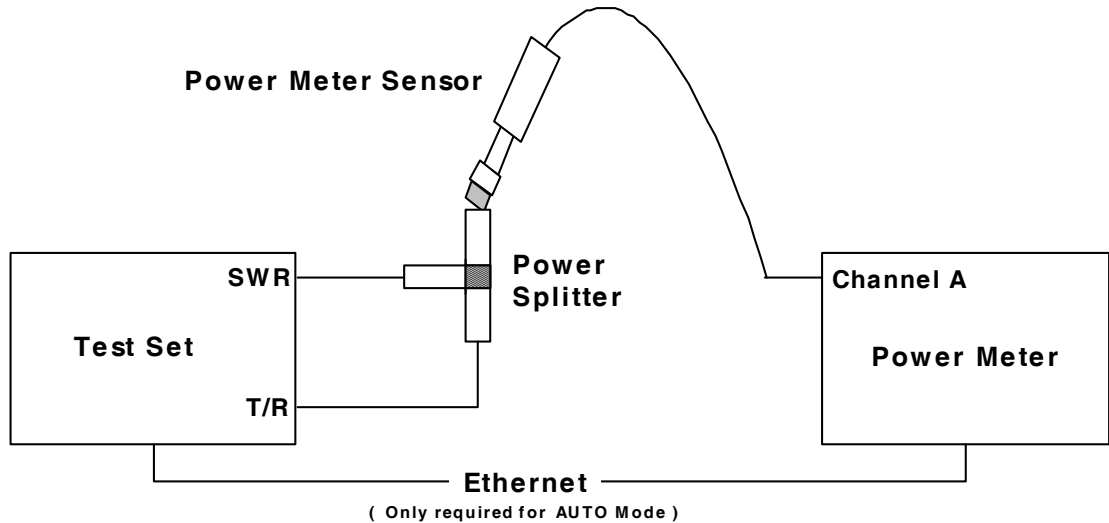 Power Meter Sensor
SWR
Power
Splitter
Channel A
Test Set
Power Meter
T/R
Ethernet
( Only required for AUTO Mode )